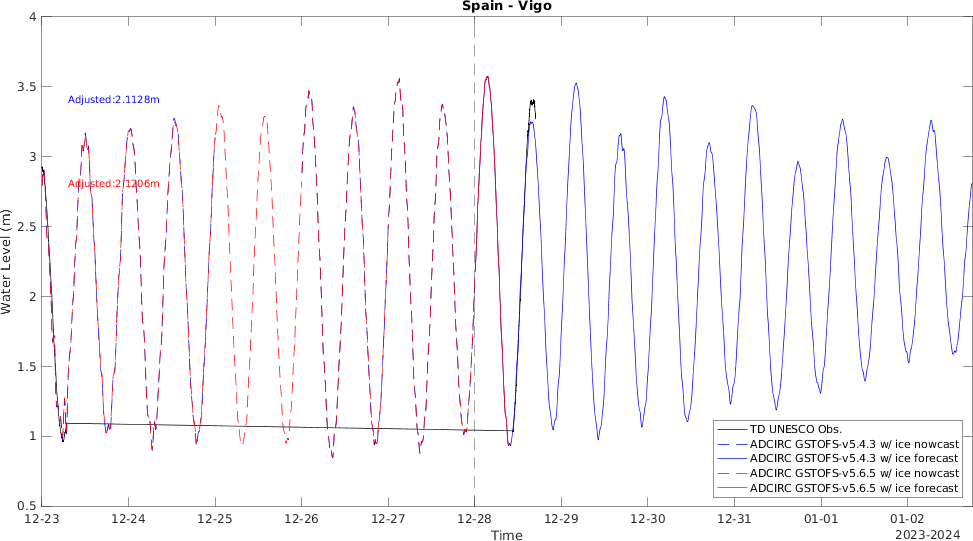 Spain - Vigo
4
3.5
3
2.5
2
1.5
1
0.5
Water Level (m)
Adjusted:2.1128m
Adjusted:2.1206m
TD UNESCO Obs.
ADCIRC GSTOFS-v5.4.3 w/ ice nowcast
ADCIRC GSTOFS-v5.4.3 w/ ice forecast
ADCIRC GSTOFS-v5.6.5 w/ ice nowcast
ADCIRC GSTOFS-v5.6.5 w/ ice forecast
12-23 12-24 12-25 12-26 12-27 12-28 12-29 12-30 12-31 01-01 01-02
Time
2023-2024